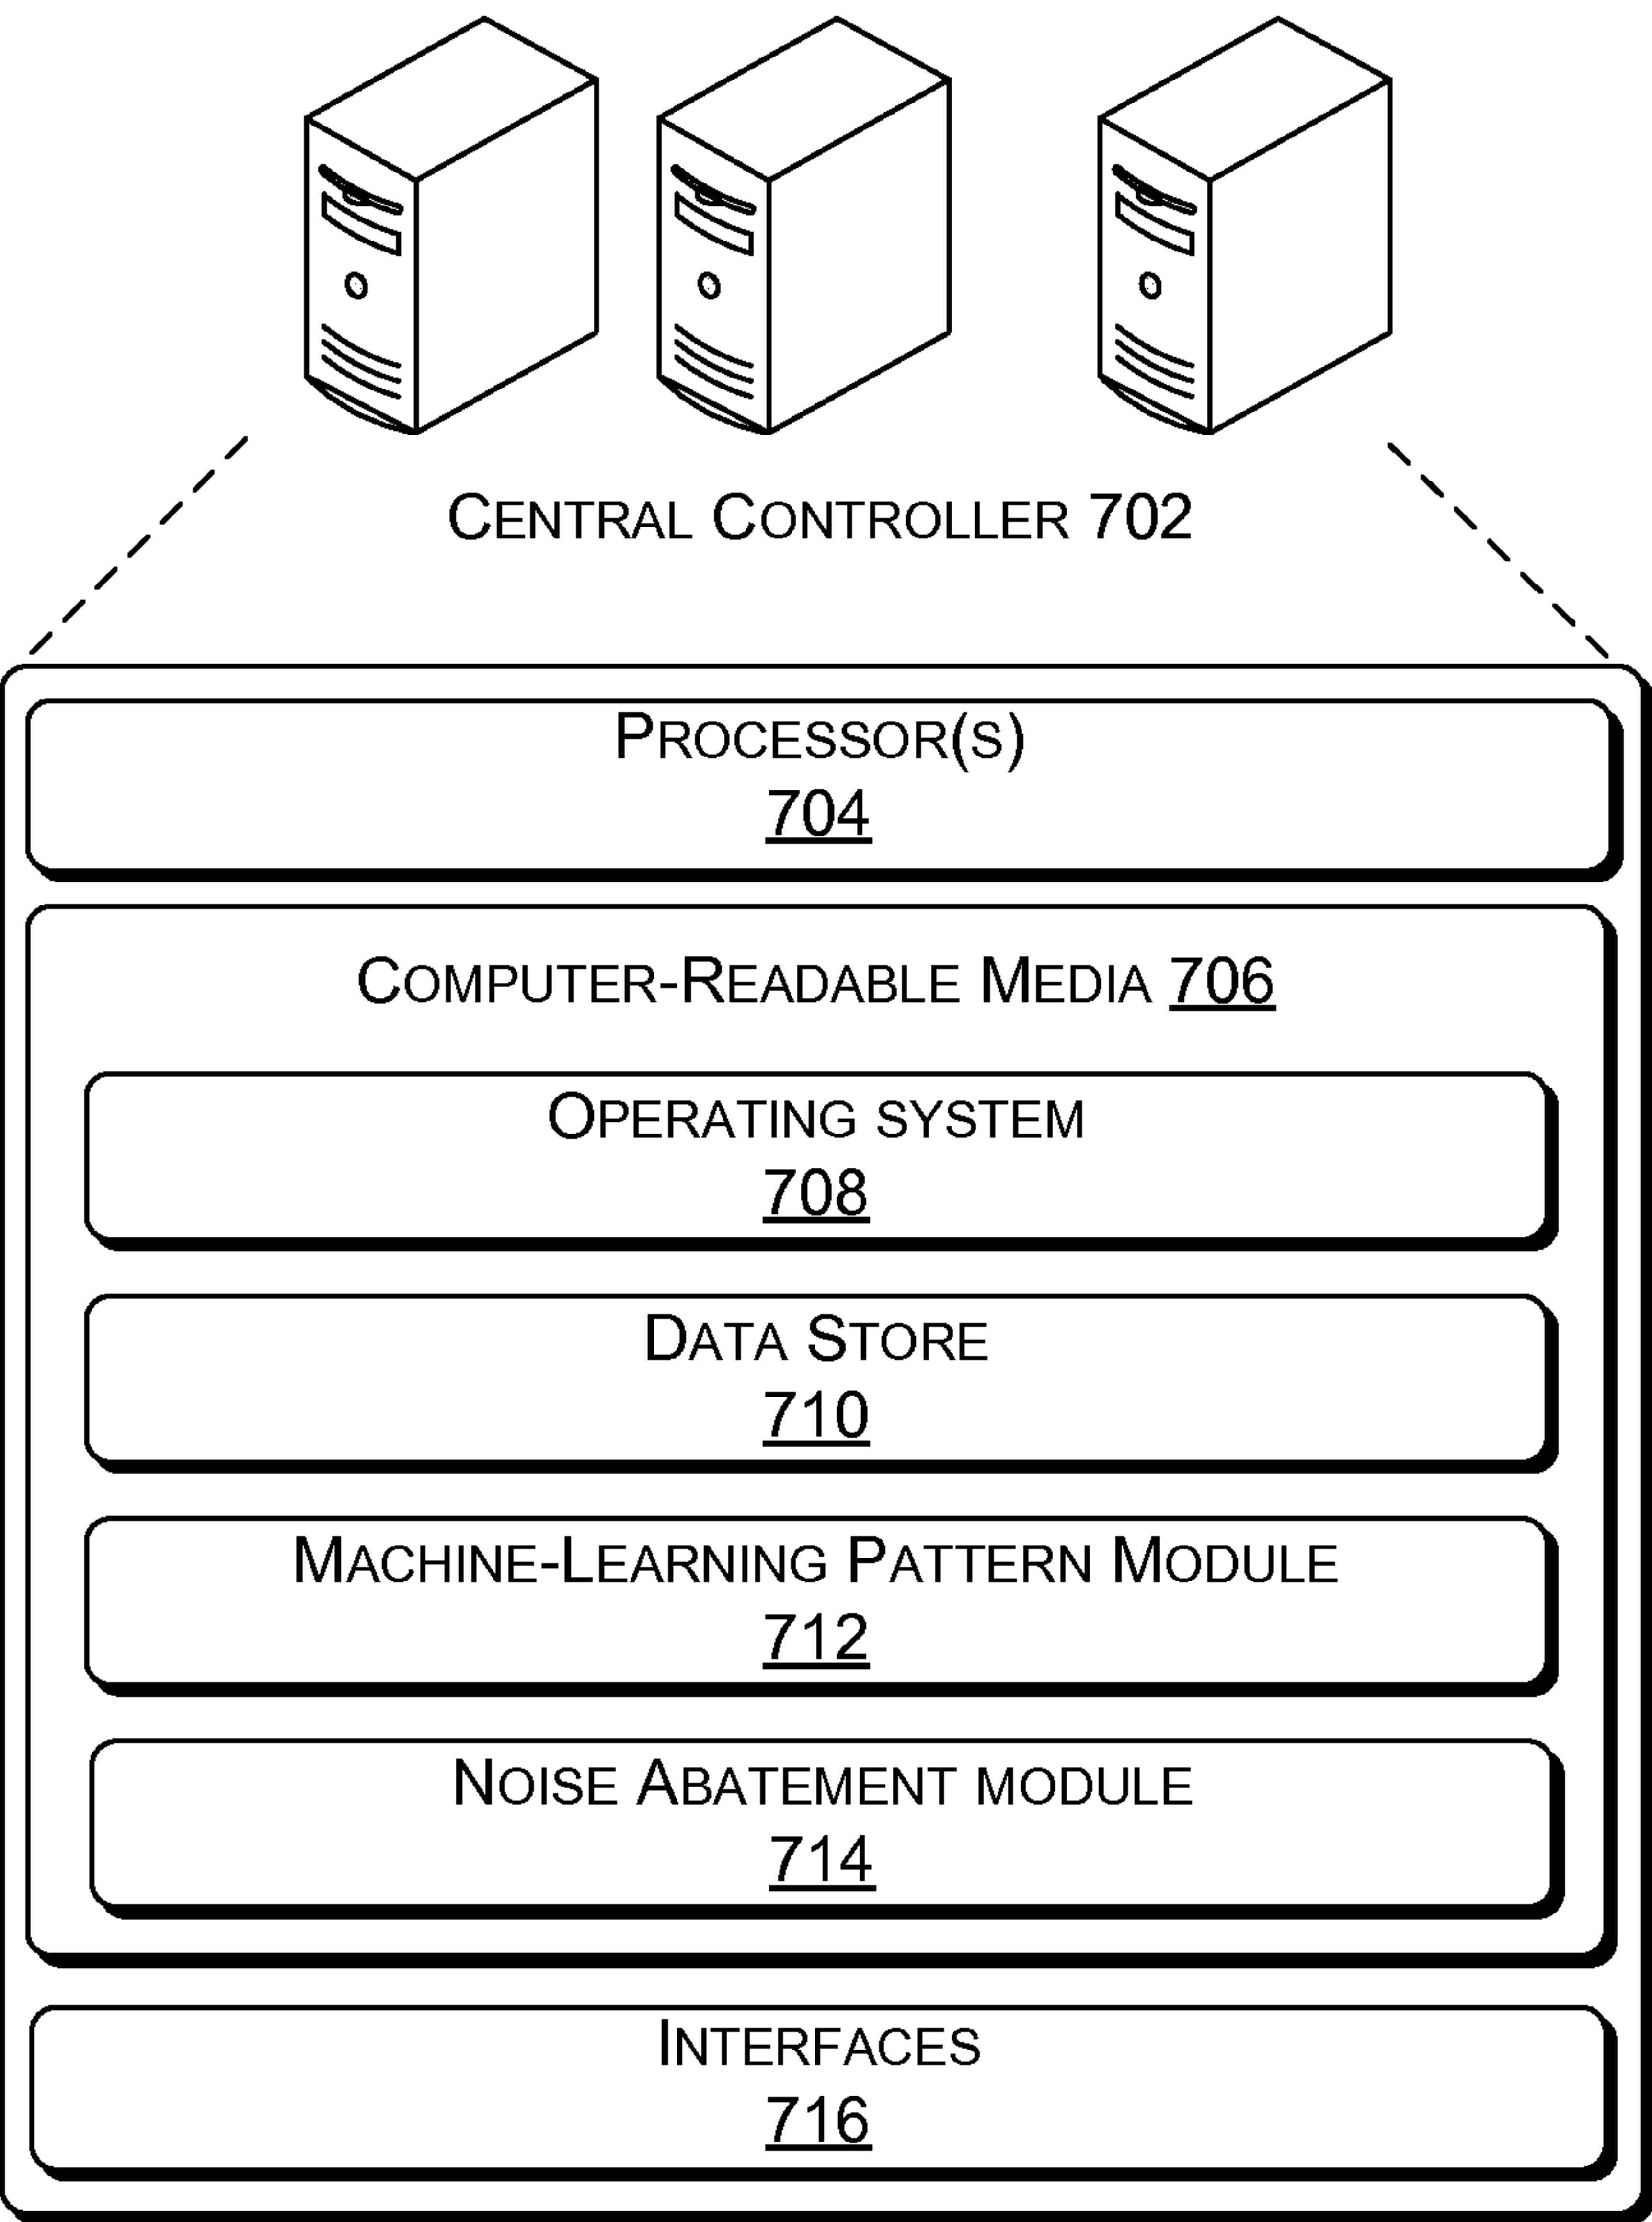 CENTRAL CONTROLLER 702
PROCESSOR(S)
704
COMPUTER-READABLE MEDIA 706
OPERATING SYSTEM
708
DATA STORE
710
MACHINE-LEARNING PATTERN MODULE
712
NOISE ABATEMENT MODULE
714
INTERFACES
716